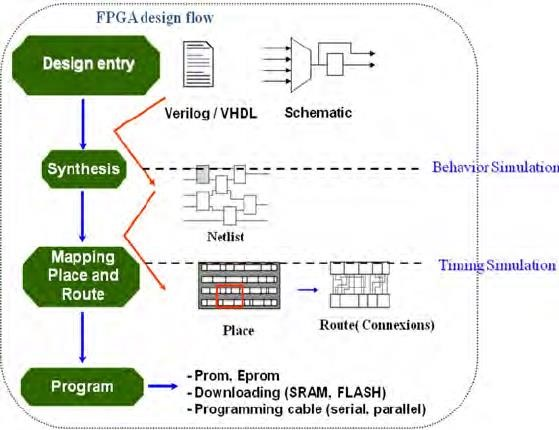 FPGA design flow
Design entry
Verilog / VHDL
Schematic
Synthesis
Behavior Simulation
Netlist
Mapping
Place and
Route
Timing Simulation
Place
Route( Connexions)
Program
- Prom, Eprom
- Downloading (SRAM, FLASH)
- Programming cable (serial, parallel)